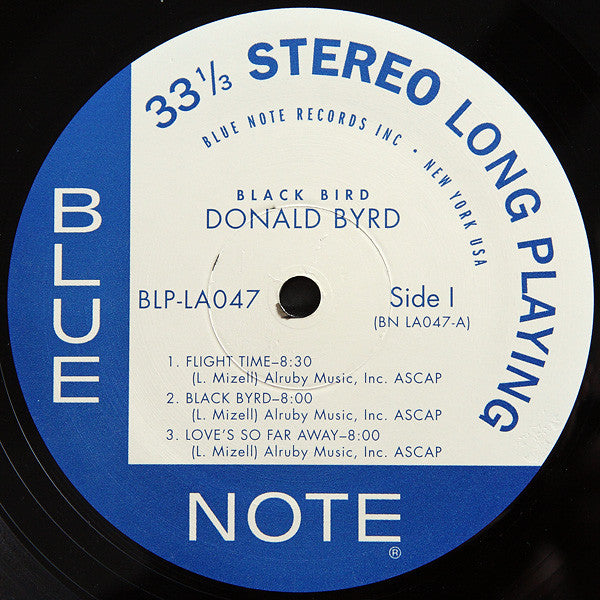 33⅓ STEREO LONG PLAYING
BLUE NOTE RECORDS INC · NEW YORK USA
BLACK BIRD
DONALD BYRD
BLP-LA047
Side I
(BN LA047-A)
1. FLIGHT TIME–8:30
(L. Mizell) Alruby Music, Inc. ASCAP
2. BLACK BYRD–8:00
(L. Mizell) Alruby Music, Inc. ASCAP
3. LOVE'S SO FAR AWAY–8:00
(L. Mizell) Alruby Music, Inc. ASCAP
BLUE
NOTE®